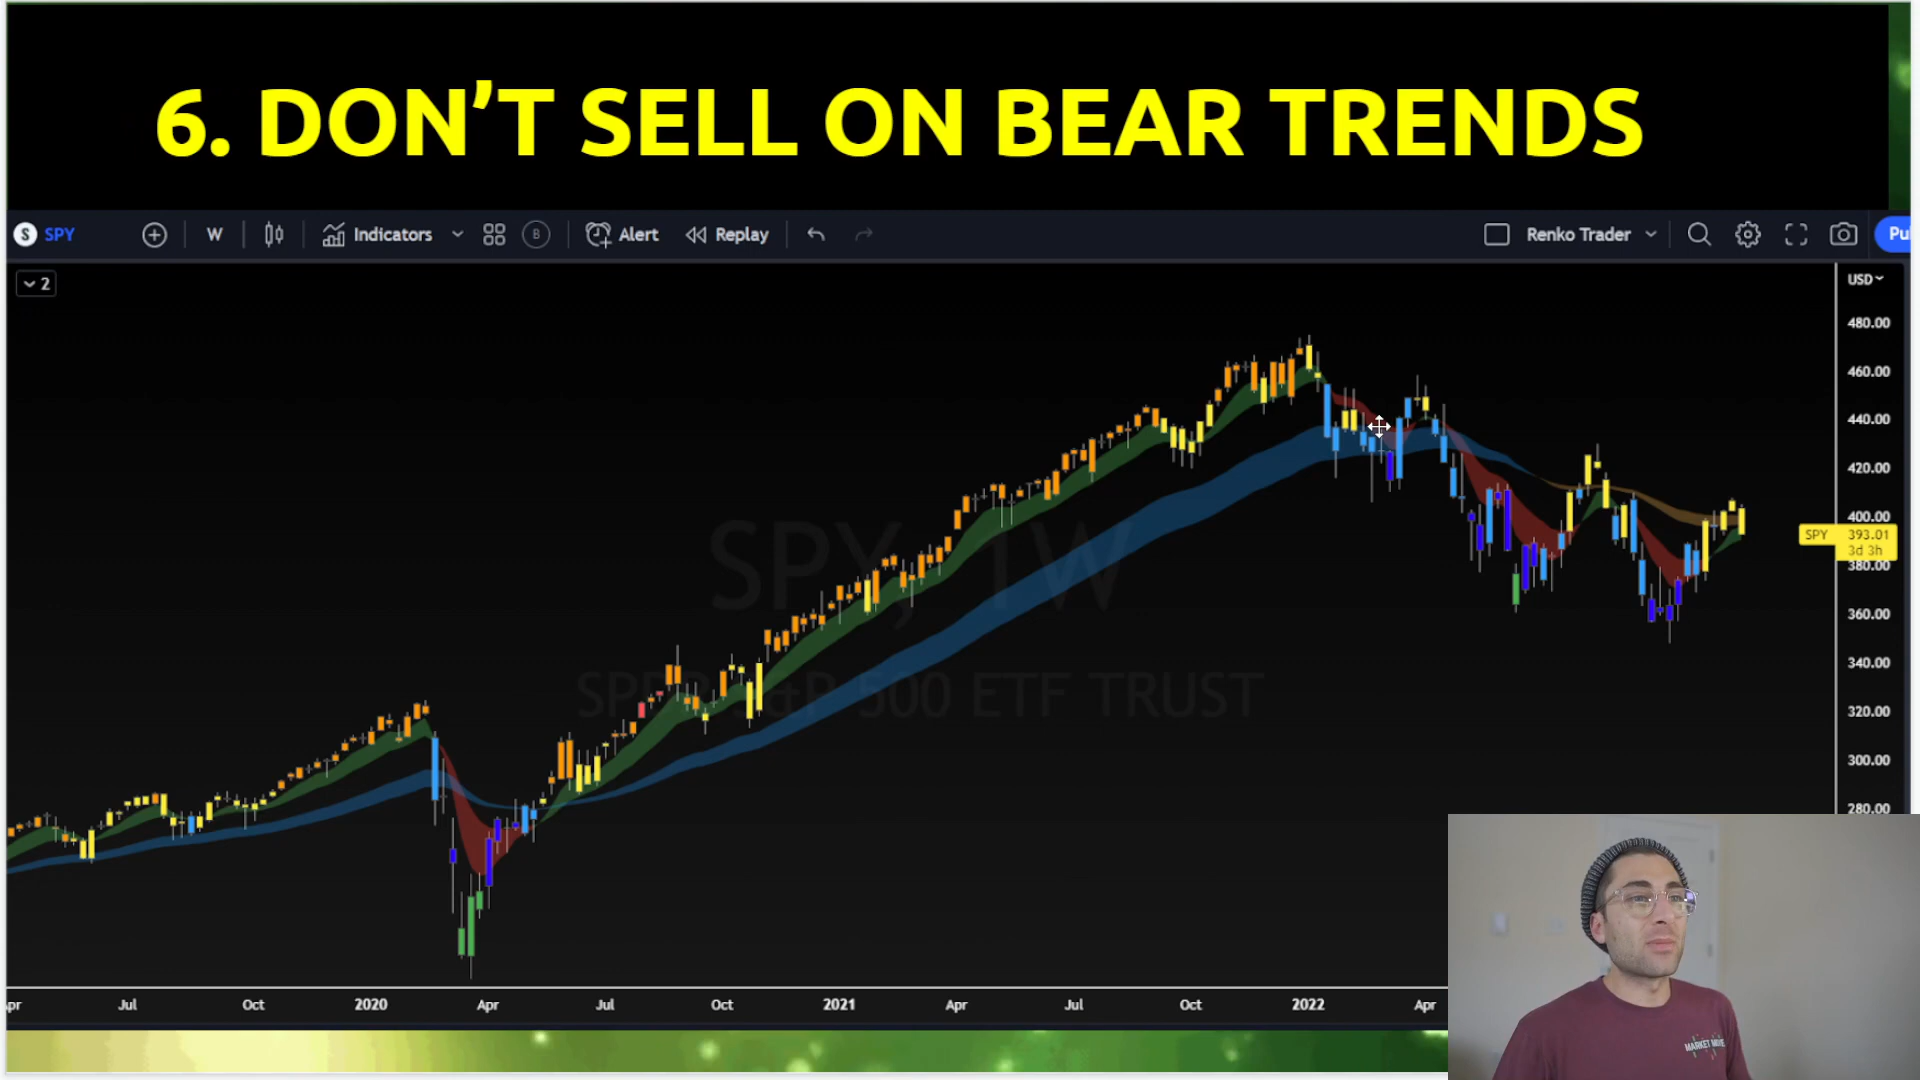 6. DON’T SELL ON BEAR TRENDS
S SPY W Indicators B Alert Replay Renko Trader Pu
2
USD
480.00
460.00
440.00
420.00
400.00
SPY 393.01
3d 3h
380.00
360.00
340.00
320.00
300.00
280.00
SPY, 1W
SPDR S&P 500 ETF TRUST
pr Jul Oct 2020 Apr Jul Oct 2021 Apr Jul Oct 2022 Apr
MARKET MOVES